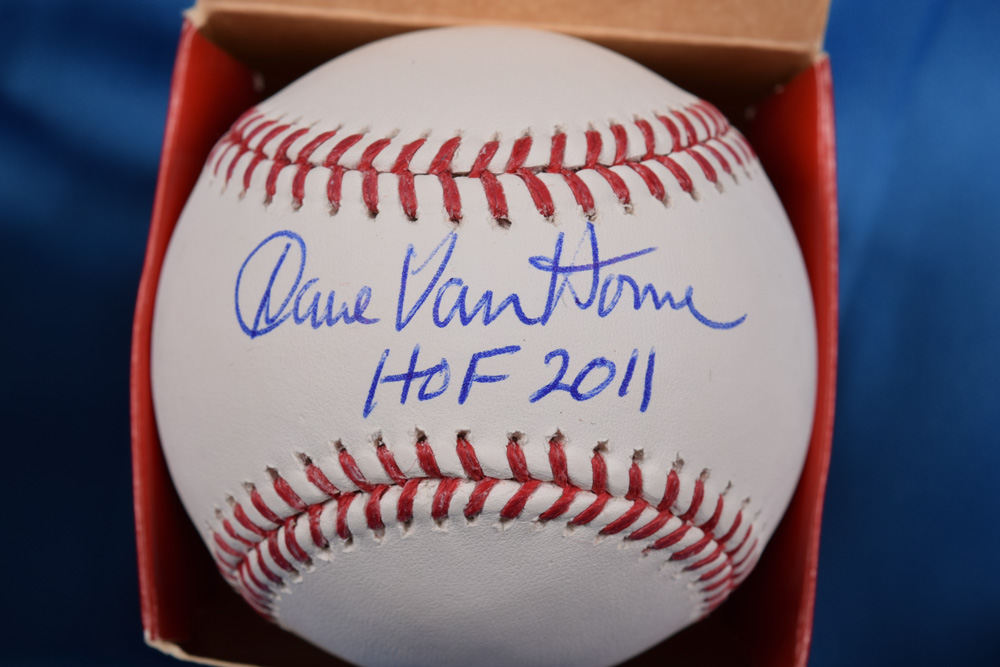 Dave Van Horne
HOF 2011